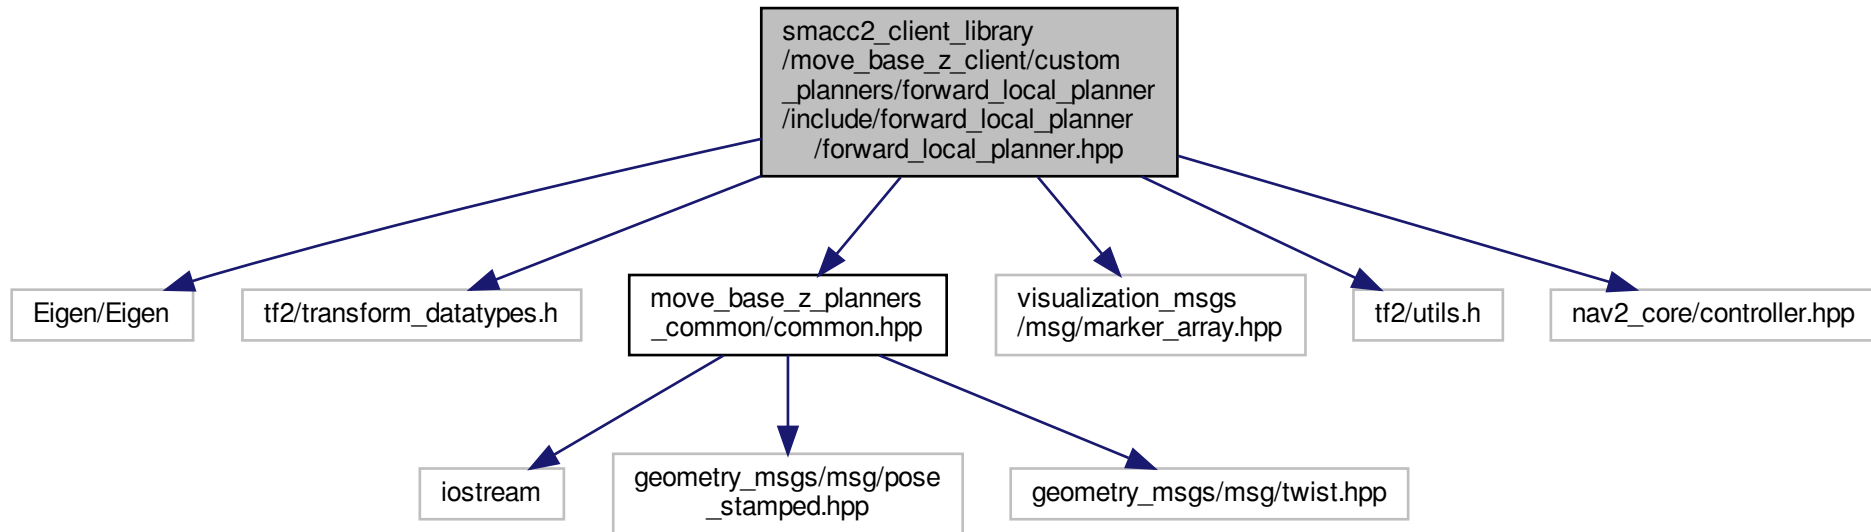 smacc2_client_library
/move_base_z_client/custom
_planners/forward_local_planner
/include/forward_local_planner
/forward_local_planner.hpp
Eigen/Eigen
tf2/transform_datatypes.h
move_base_z_planners
_common/common.hpp
visualization_msgs
/msg/marker_array.hpp
tf2/utils.h
nav2_core/controller.hpp
iostream
geometry_msgs/msg/pose
_stamped.hpp
geometry_msgs/msg/twist.hpp